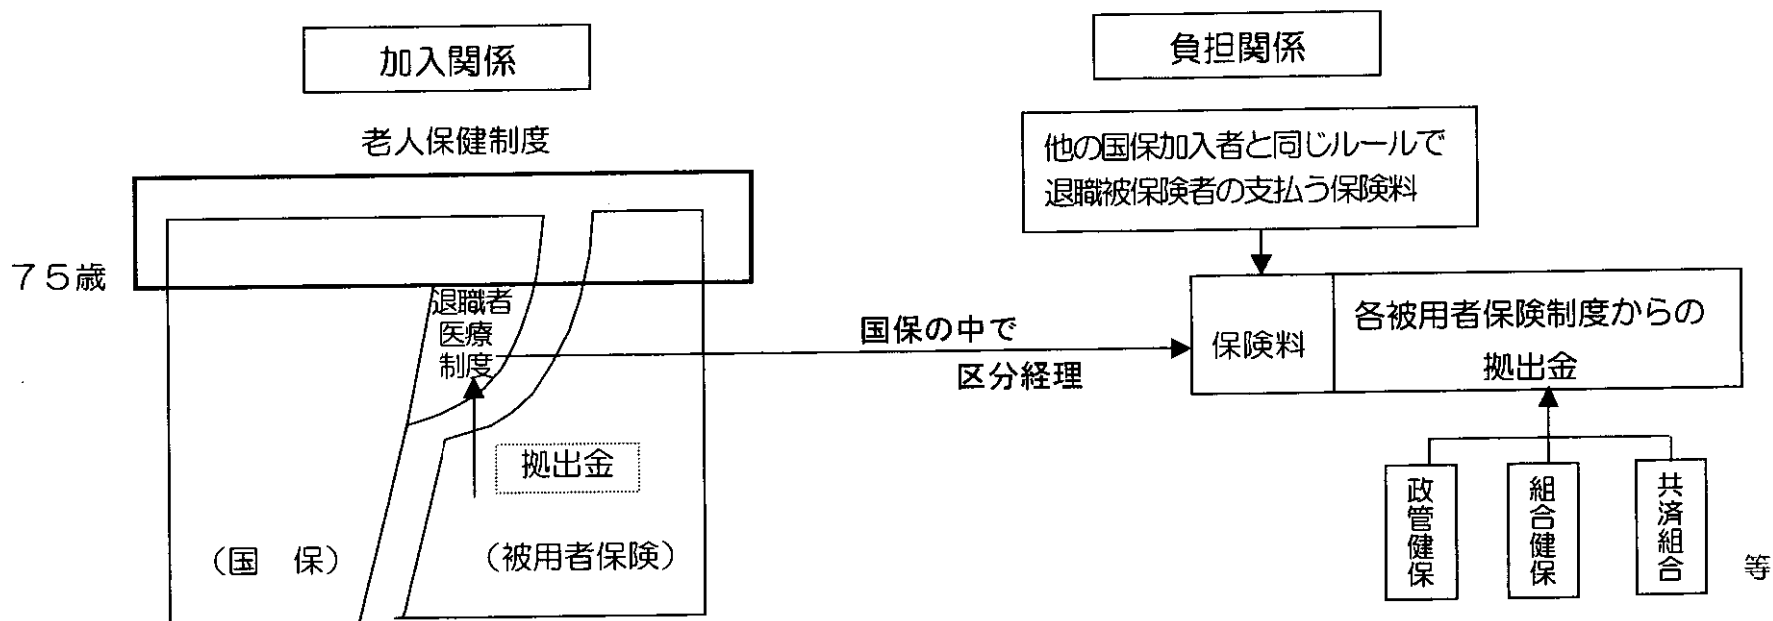 加入関係
老人保健制度
75歳
退職者
医療
制度
拠出金
(国 保)
(被用者保険)
国保の中で
区分経理
負担関係
他の国保加入者と同じルールで
退職被保険者の支払う保険料
保険料
各被用者保険制度からの
拠出金
政管健保
組合健保
共済組合
等